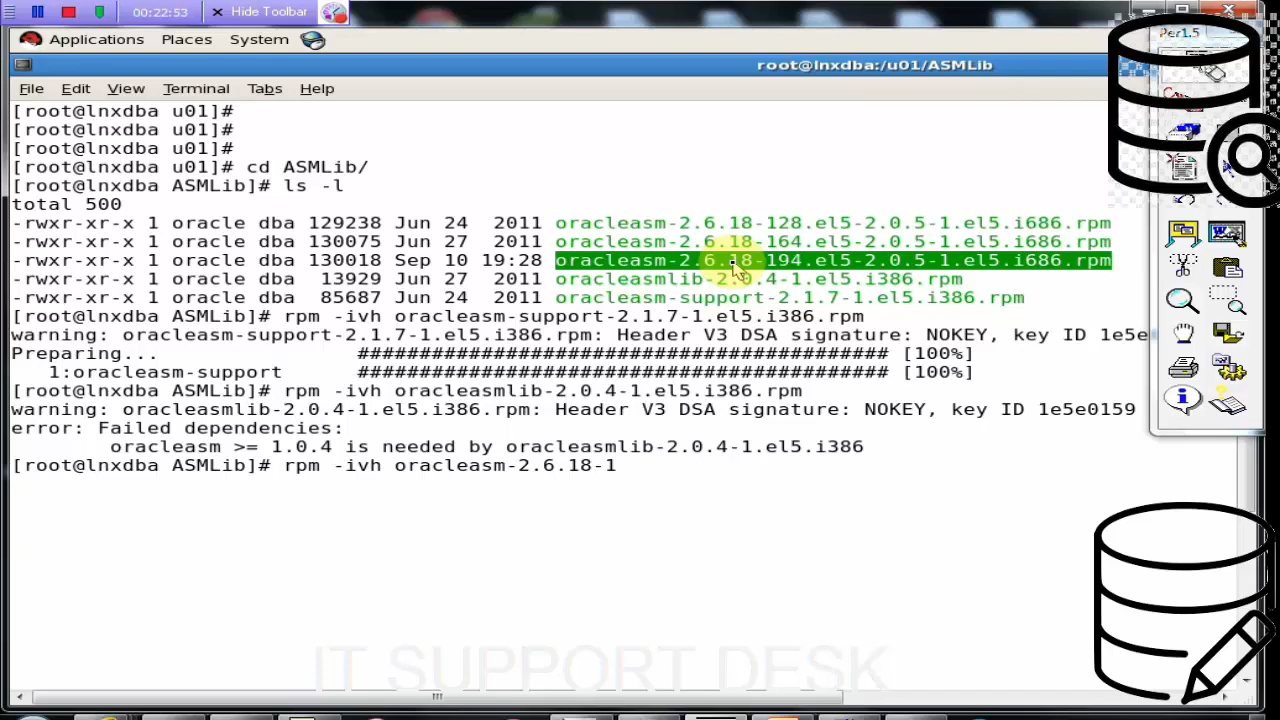 00:22:53 Hide Toolbar
Applications Places System
Per1.5
root@lnxdba:/u01/ASMLib
File Edit View Terminal Tabs Help
[root@lnxdba u01]#
[root@lnxdba u01]#
[root@lnxdba u01]#
[root@lnxdba u01]# cd ASMLib/
[root@lnxdba ASMLib]# ls -l
total 500
-rwxr-xr-x 1 oracle dba 129238 Jun 24 2011 oracleasm-2.6.18-128.el5-2.0.5-1.el5.i686.rpm
-rwxr-xr-x 1 oracle dba 130075 Jun 27 2011 oracleasm-2.6.18-164.el5-2.0.5-1.el5.i686.rpm
-rwxr-xr-x 1 oracle dba 130018 Sep 10 19:28 oracleasm-2.6.18-194.el5-2.0.5-1.el5.i686.rpm
-rwxr-xr-x 1 oracle dba 13929 Jun 27 2011 oracleasmlib-2.0.4-1.el5.i386.rpm
-rwxr-xr-x 1 oracle dba 85687 Jun 24 2011 oracleasm-support-2.1.7-1.el5.i386.rpm
[root@lnxdba ASMLib]# rpm -ivh oracleasm-support-2.1.7-1.el5.i386.rpm
warning: oracleasm-support-2.1.7-1.el5.i386.rpm: Header V3 DSA signature: NOKEY, key ID 1e5e
Preparing... ########################################### [100%]
1:oracleasm-support ########################################### [100%]
[root@lnxdba ASMLib]# rpm -ivh oracleasmlib-2.0.4-1.el5.i386.rpm
warning: oracleasmlib-2.0.4-1.el5.i386.rpm: Header V3 DSA signature: NOKEY, key ID 1e5e0159
error: Failed dependencies:
oracleasm >= 1.0.4 is needed by oracleasmlib-2.0.4-1.el5.i386
[root@lnxdba ASMLib]# rpm -ivh oracleasm-2.6.18-1
IT SUPPORT DESK